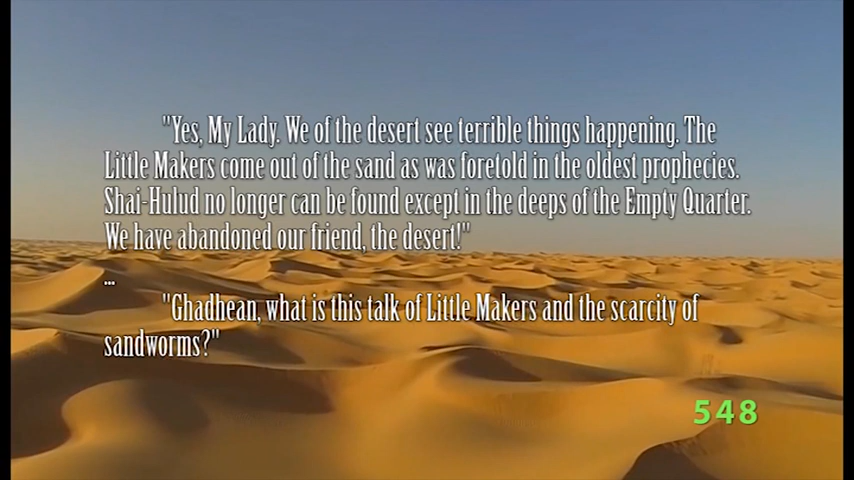 "Yes, My Lady. We of the desert see terrible things happening. The
Little Makers come out of the sand as was foretold in the oldest prophecies.
Shai-Hulud no longer can be found except in the deeps of the Empty Quarter.
We have abandoned our friend, the desert!"
...
"Ghadhean, what is this talk of Little Makers and the scarcity of
sandworms?"
548